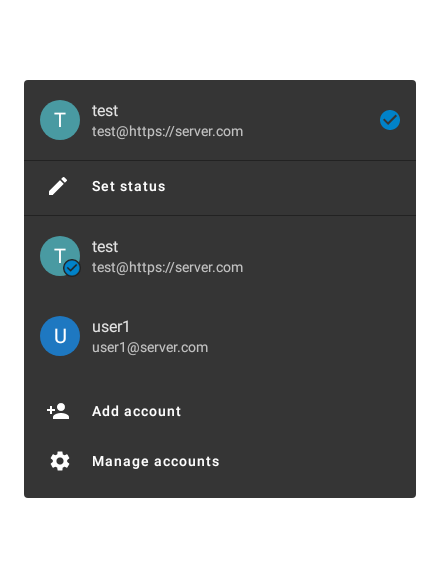 T
test
test@https://server.com
Set status
T
test
test@https://server.com
U
user1
user1@server.com
Add account
Manage accounts